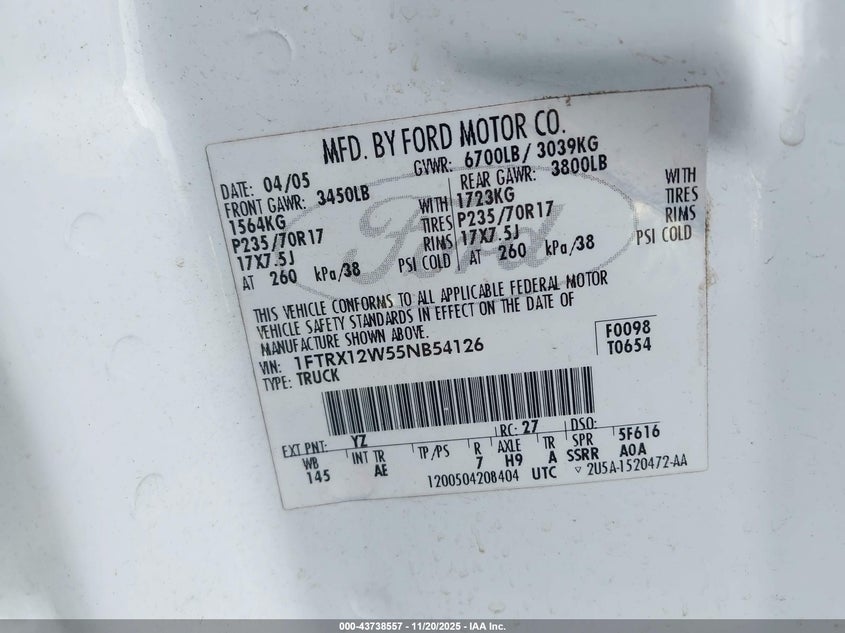 MFD. BY FORD MOTOR CO.
DATE: 04/05 GVWR: 6700LB/ 3039KG
FRONT GAWR: 3450LB REAR GAWR: 3800LB
1564KG WITH 1723KG WITH
P235/70R17 TIRES P235/70R17 TIRES
17X7.5J RIMS 17X7.5J RIMS
AT 260 kPa/38 PSI COLD AT 260 kPa/38 PSI COLD
Ford
THIS VEHICLE CONFORMS TO ALL APPLICABLE FEDERAL MOTOR
VEHICLE SAFETY STANDARDS IN EFFECT ON THE DATE OF
MANUFACTURE SHOWN ABOVE.
VIN: 1FTRX12W55NB54126 F0098
TYPE: TRUCK T0654
EXT PNT: YZ RC: 27 DSO:
WB INT TR TP/PS R AXLE TR SPR 5F616
145 AE 7 H9 A SSRR A0A
1200504208404 UTC ▽ 2U5A-1520472-AA
000-43738557 - 11/20/2025 - IAA Inc.